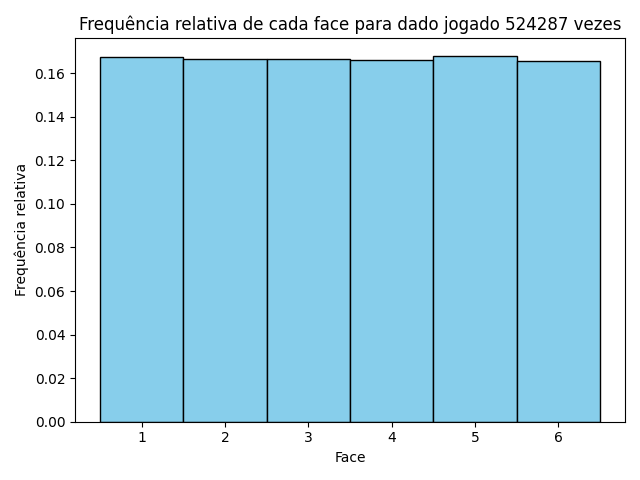 Frequência relativa de cada face para dado jogado 524287 vezes
0.16
0.14
0.12
0.10
0.08
0.06
0.04
0.02
0.00
Frequência relativa
1 2 3 4 5 6
Face